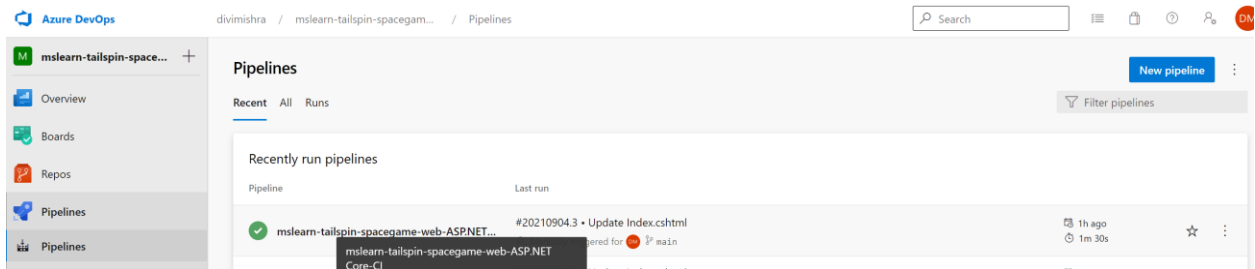 Azure DevOps
divimishra / mslearn-tailspin-spacegam... / Pipelines
Search
DM
M mslearn-tailspin-space...
Pipelines
New pipeline
Overview
Recent All Runs
Filter pipelines
Boards
Recently run pipelines
Repos
Pipeline Last run
Pipelines
#20210904.3 • Update Index.cshtml
1h ago
mslearn-tailspin-spacegame-web-ASP.NET...
gered for DM main
1m 30s
Pipelines
mslearn-tailspin-spacegame-web-ASP.NET
Core-CI